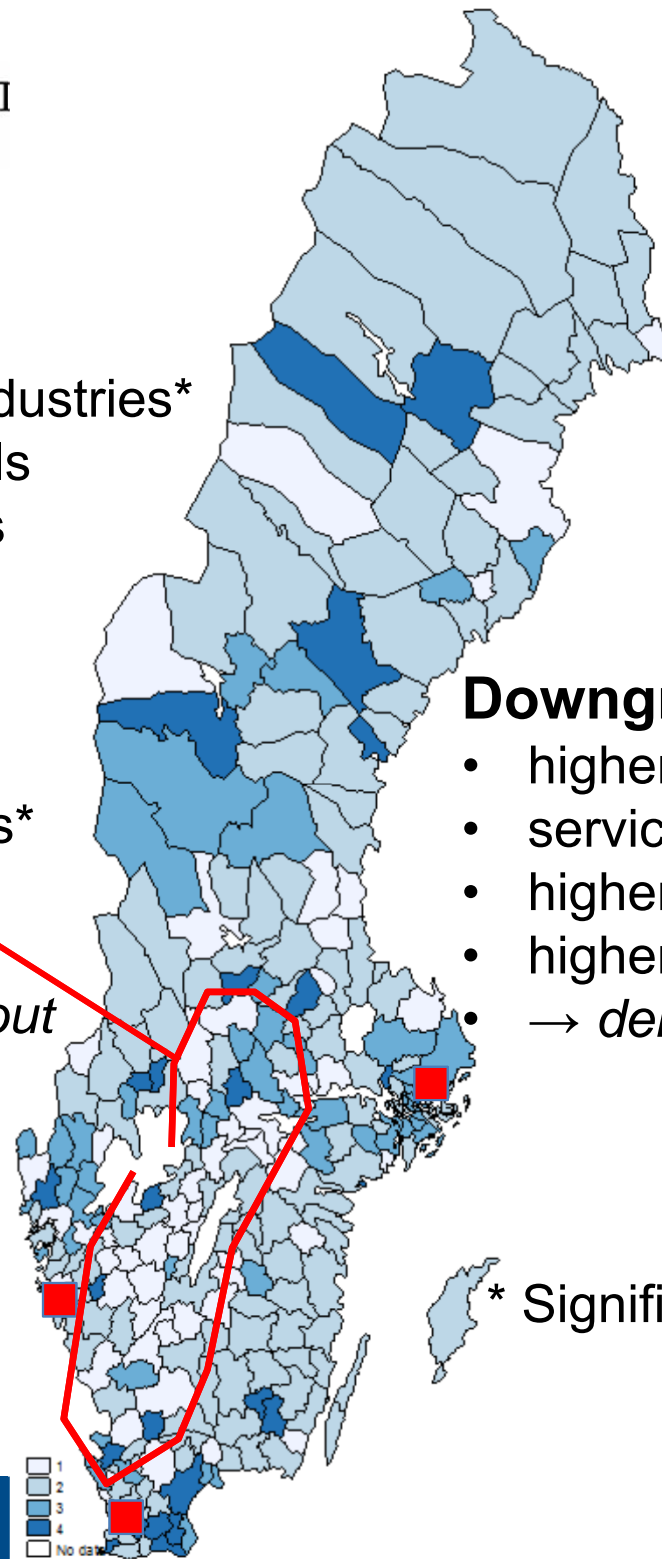 dustries*
ls
s
Downgr
• higher
• servic
s*
• higher
• higher
out
• → de
* Signifi
1
2
3
4
No data